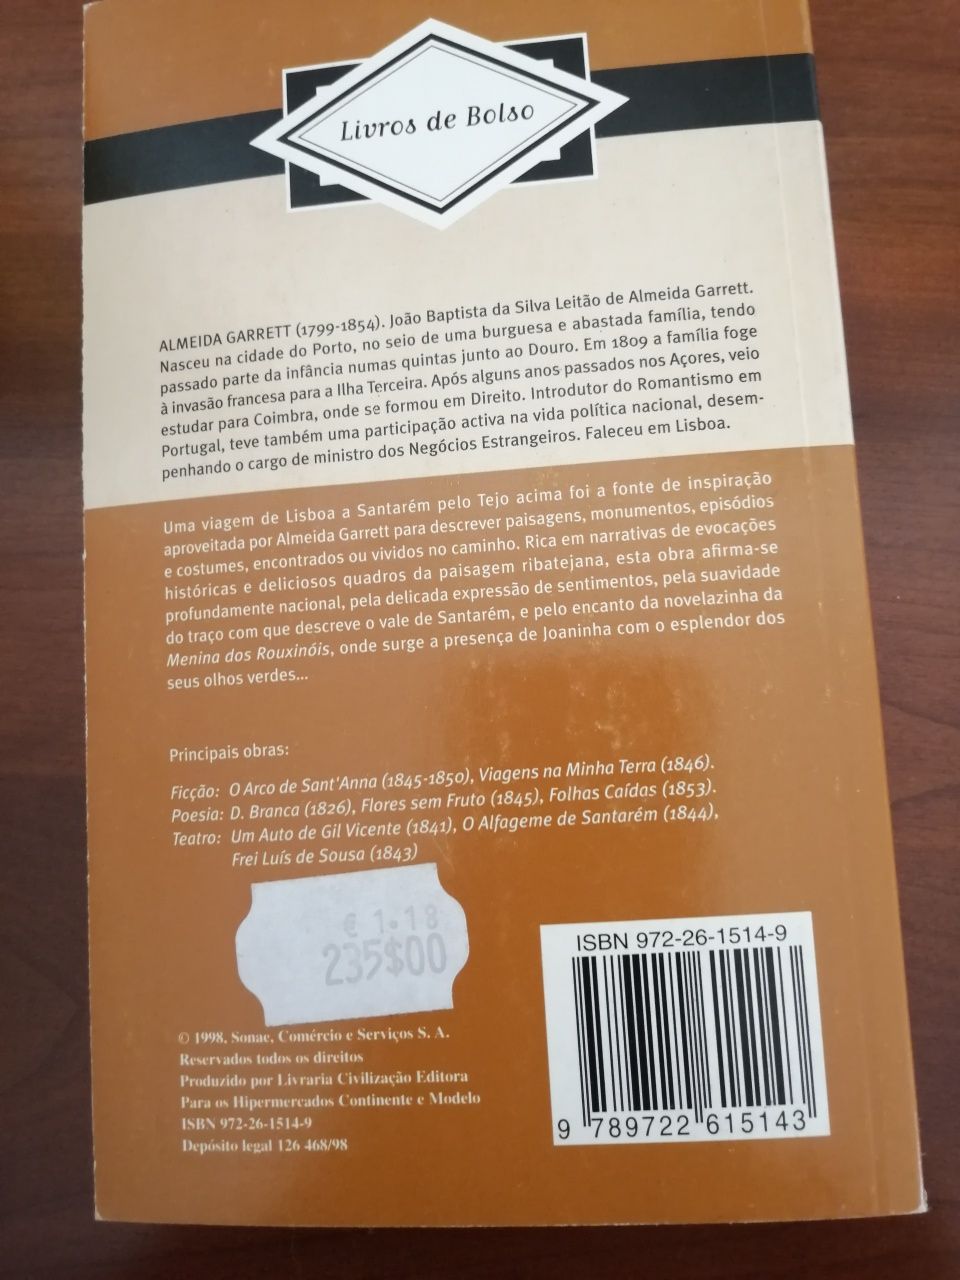 Livros de Bolso
ALMEIDA GARRETT (1799-1854). João Baptista da Silva Leitão de Almeida Garrett.
Nasceu na cidade do Porto, no seio de uma burguesa e abastada família, tendo
passado parte da infância numas quintas junto ao Douro. Em 1809 a família foge
à invasão francesa para a Ilha Terceira. Após alguns anos passados nos Açores, veio
estudar para Coimbra, onde se formou em Direito. Introdutor do Romantismo em
Portugal, teve também uma participação activa na vida política nacional, desem-
penhando o cargo de ministro dos Negócios Estrangeiros. Faleceu em Lisboa.
Uma viagem de Lisboa a Santarém pelo Tejo acima foi a fonte de inspiração
aproveitada por Almeida Garrett para descrever paisagens, monumentos, episódios
e costumes, encontrados ou vividos no caminho. Rica em narrativas de evocações
históricas e deliciosos quadros da paisagem ribatejana, esta obra afirma-se
profundamente nacional, pela delicada expressão de sentimentos, pela suavidade
do traço com que descreve o vale de Santarém, e pelo encanto da novelazinha da
Menina dos Rouxinóis, onde surge a presença de Joaninha com o esplendor dos
seus olhos verdes...
Principais obras:
Ficção: O Arco de Sant'Anna (1845-1850), Viagens na Minha Terra (1846).
Poesia: D. Branca (1826), Flores sem Fruto (1845), Folhas Caídas (1853).
Teatro: Um Auto de Gil Vicente (1841), O Alfageme de Santarém (1844),
Frei Luís de Sousa (1843)
€ 1.18
235$00
© 1998, Sonae, Comércio e Serviços S. A.
Reservados todos os direitos
Produzido por Livraria Civilização Editora
Para os Hipermercados Continente e Modelo
ISBN 972-26-1514-9
Depósito legal 126 468/98
ISBN 972-26-1514-9
9 789722 615143